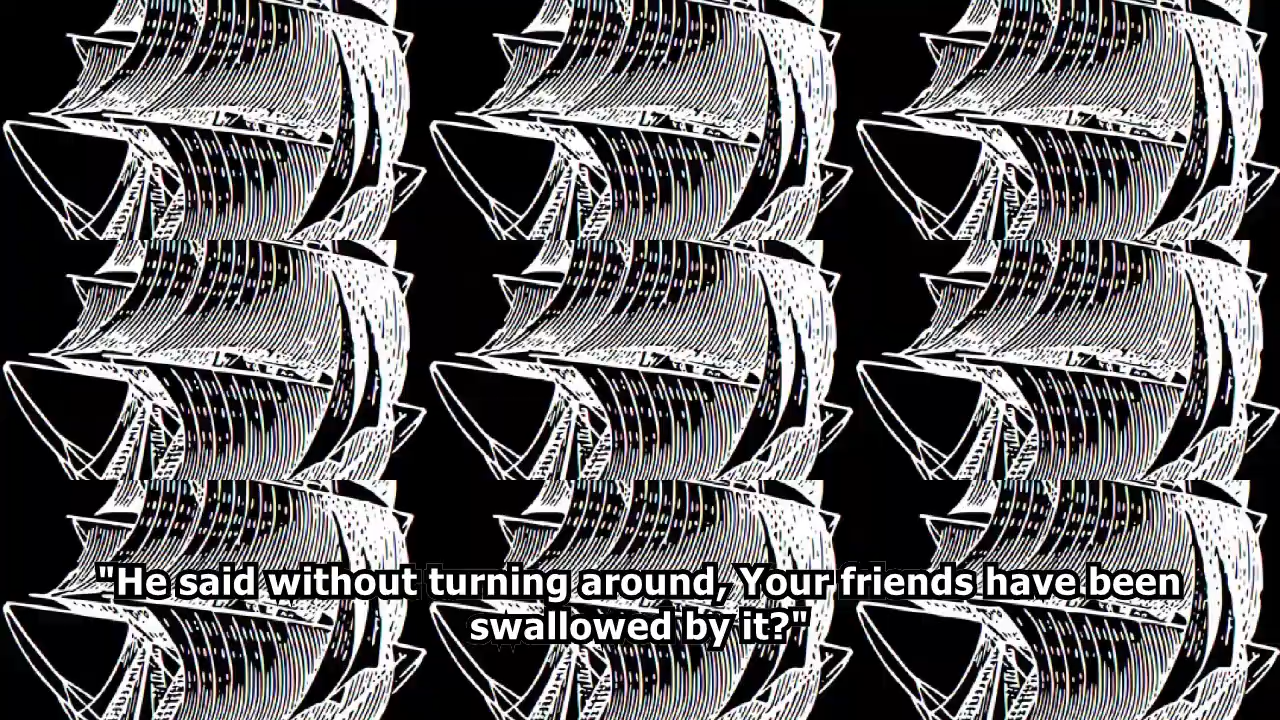 "He said without turning around, Your friends have been
swallowed by it?"